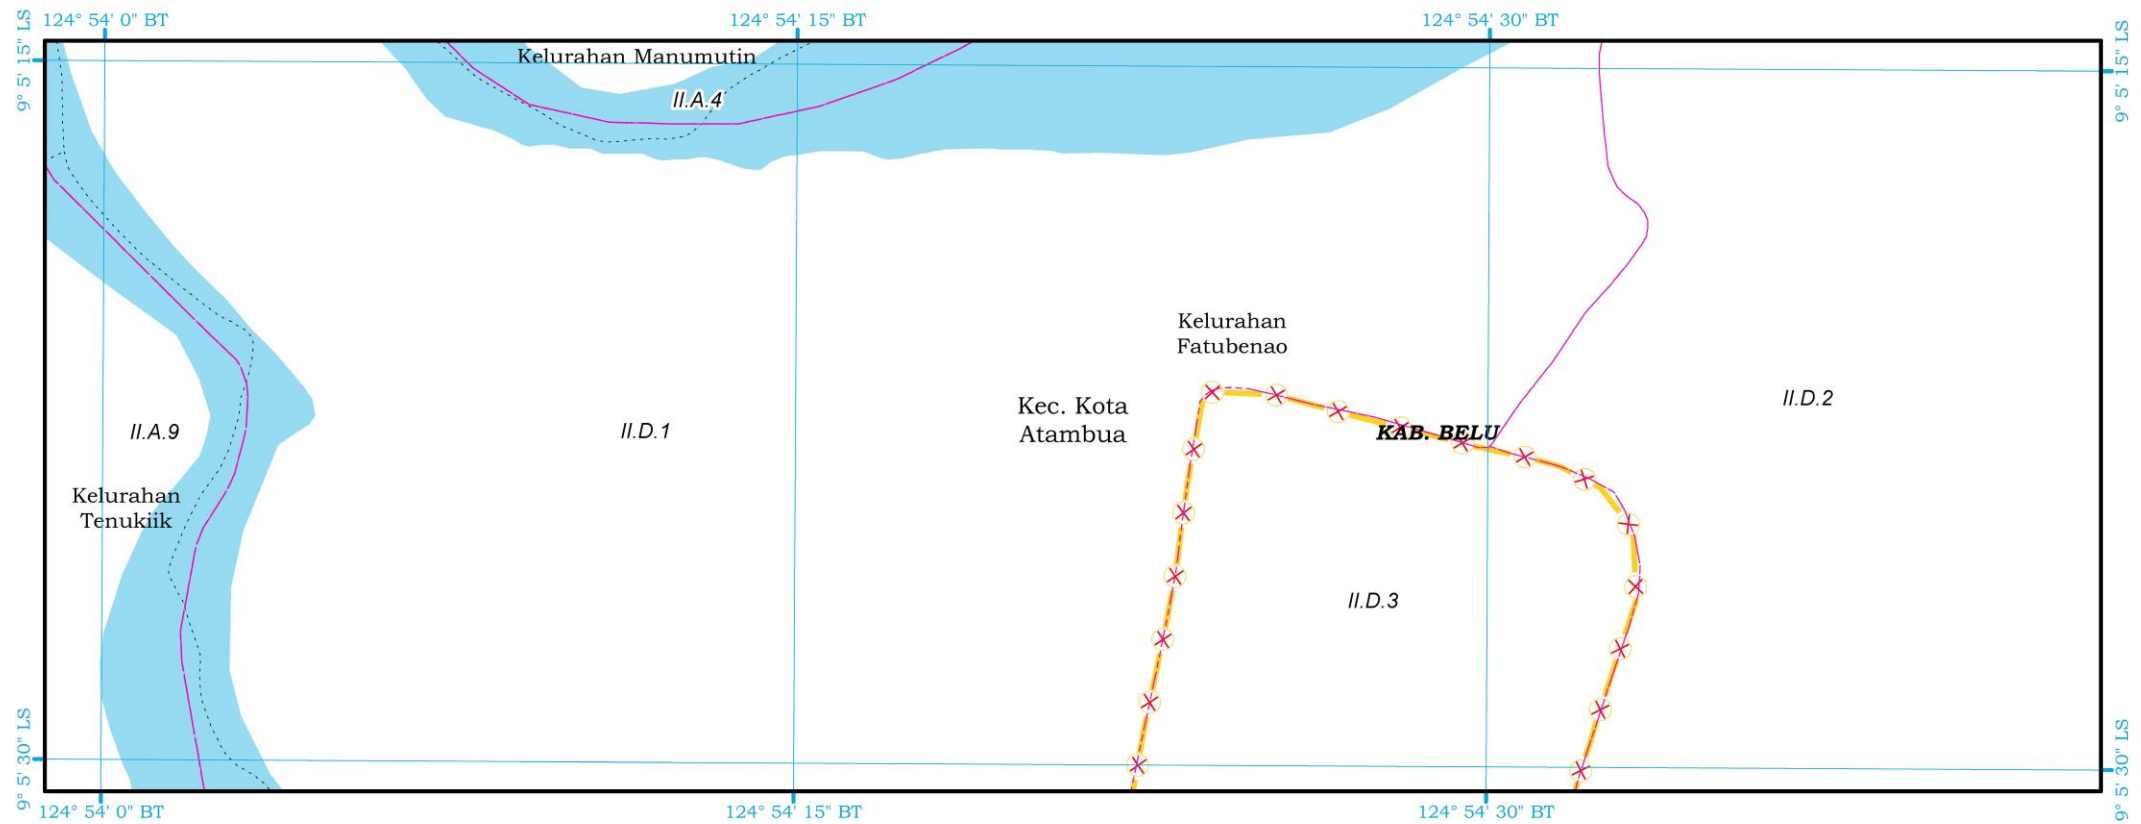 124° 54' 0" BT
124° 54' 15" BT
124° 54' 30" BT
9° 5' 15" LS
9° 5' 15" LS
Kelurahan Manumutin
II.A.4
Kelurahan
Fatubenao
Kec. Kota
Atambua
KAB. BELU
II.D.2
II.A.9
II.D.1
Kelurahan
Tenukiik
II.D.3
9° 5' 30" LS
9° 5' 30" LS
124° 54' 0" BT
124° 54' 15" BT
124° 54' 30" BT